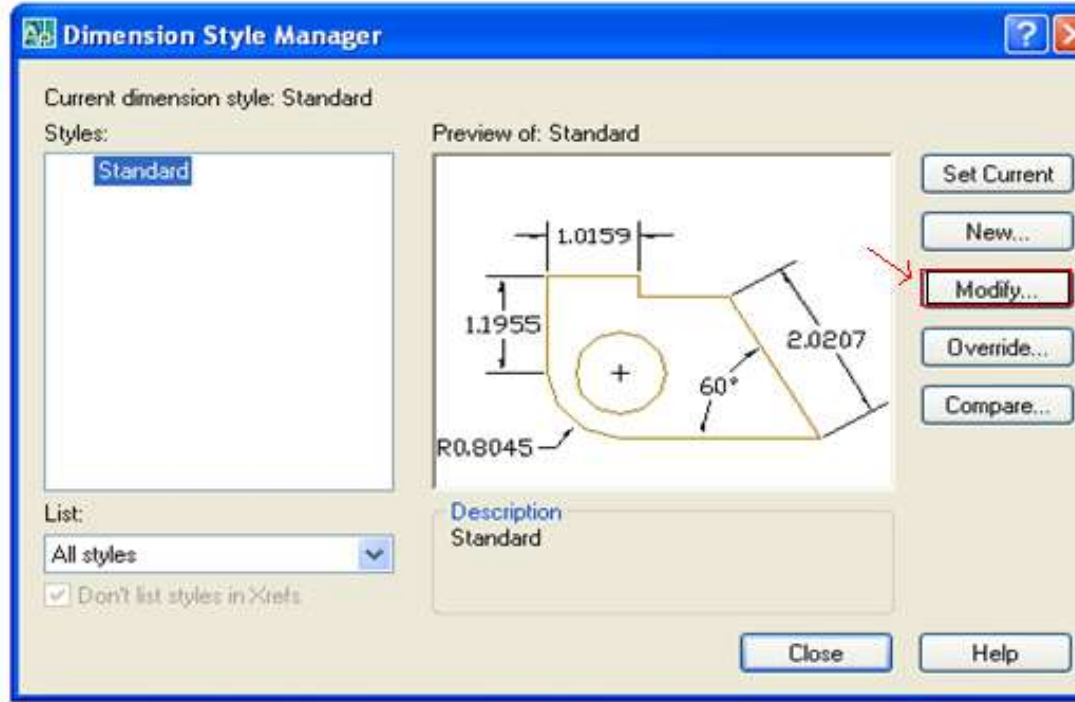 Dimension Style Manager
Current dimension style: Standard
Styles:
Preview of: Standard
Standard
Set Current
New...
Modify...
Override...
Compare...
1.0159
1.1955
2.0207
60°
R0.8045
List:
All styles
Don't list styles in Xrefs
Description
Standard
Close
Help